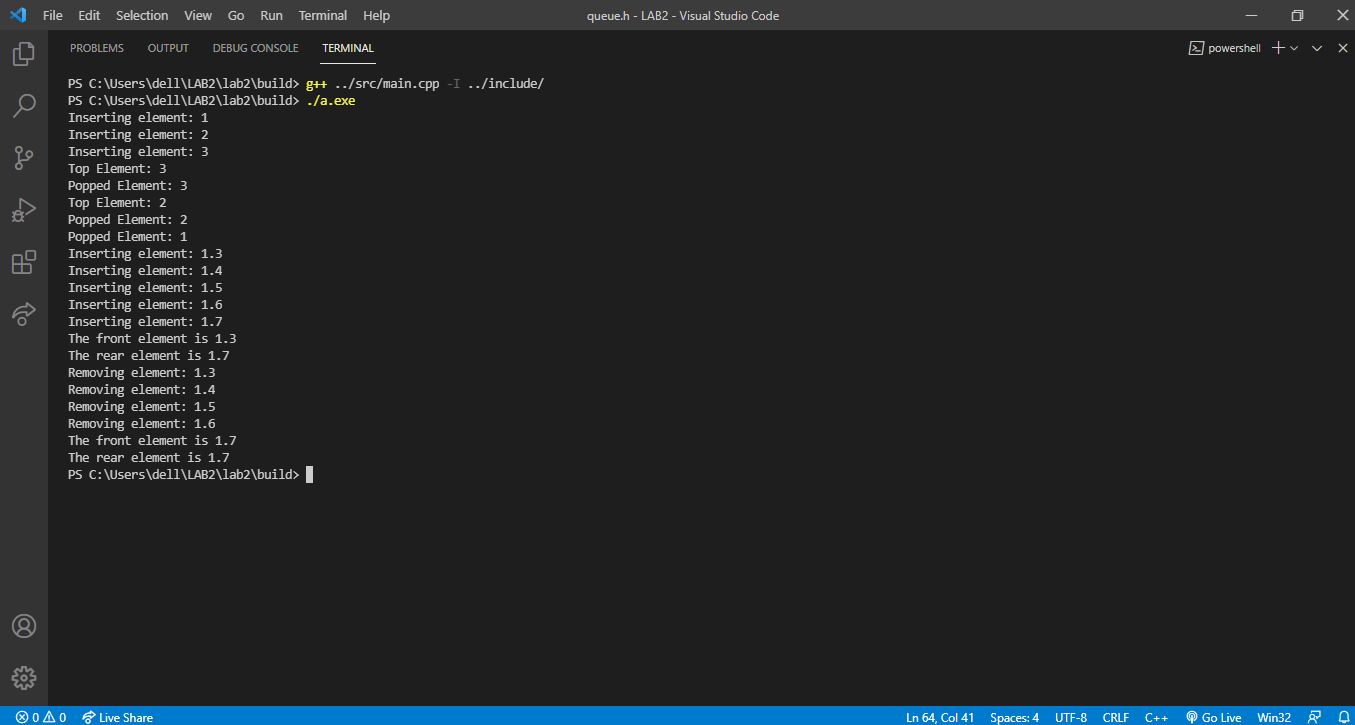 File Edit Selection View Go Run Terminal Help queue.h - LAB2 - Visual Studio Code
PROBLEMS OUTPUT DEBUG CONSOLE TERMINAL powershell
PS C:\Users\dell\LAB2\lab2\build> g++ ../src/main.cpp -I ../include/
PS C:\Users\dell\LAB2\lab2\build> ./a.exe
Inserting element: 1
Inserting element: 2
Inserting element: 3
Top Element: 3
Popped Element: 3
Top Element: 2
Popped Element: 2
Popped Element: 1
Inserting element: 1.3
Inserting element: 1.4
Inserting element: 1.5
Inserting element: 1.6
Inserting element: 1.7
The front element is 1.3
The rear element is 1.7
Removing element: 1.3
Removing element: 1.4
Removing element: 1.5
Removing element: 1.6
The front element is 1.7
The rear element is 1.7
PS C:\Users\dell\LAB2\lab2\build>
0 0 Live Share Ln 64, Col 41 Spaces: 4 UTF-8 CRLF C++ Go Live Win32